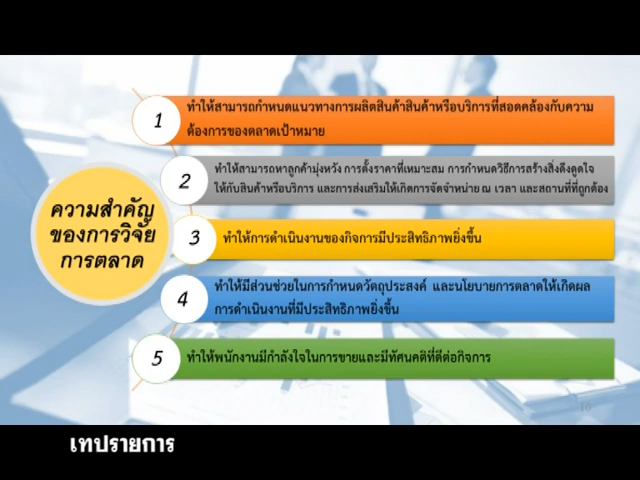 ความสำคัญ
ของการวิจัย
การตลาด
1
ทำให้สามารถกำหนดแนวทางการผลิตสินค้าสินค้าหรือบริการที่สอดคล้องกับความ
ต้องการของตลาดเป้าหมาย
2
ทำให้สามารถหาลูกค้ามุ่งหวัง การตั้งราคาที่เหมาะสม การกำหนดวิธีการสร้างสิ่งดึงดูดใจ
ให้กับสินค้าหรือบริการ และการส่งเสริมให้เกิดการจัดจำหน่าย ณ เวลา และสถานที่ที่ถูกต้อง
3
ทำให้การดำเนินงานของกิจการมีประสิทธิภาพยิ่งขึ้น
4
ทำให้มีส่วนช่วยในการกำหนดวัตถุประสงค์ และนโยบายการตลาดให้เกิดผล
การดำเนินงานที่มีประสิทธิภาพยิ่งขึ้น
5
ทำให้พนักงานมีกำลังใจในการขายและมีทัศนคติที่ดีต่อกิจการ
10
เทปรายการ